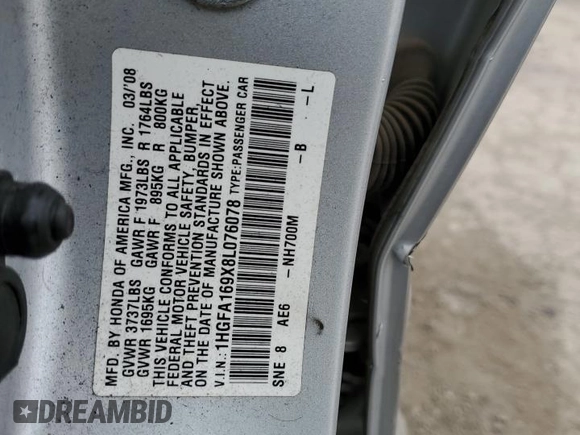 MFD. BY HONDA OF AMERICA MFG., INC. 03/'08
GVWR 3737LBS GAWR F 1973LBS R 1764LBS
GVWR 1695KG GAWR F 895KG R 800KG
THIS VEHICLE CONFORMS TO ALL APPLICABLE
FEDERAL MOTOR VEHICLE SAFETY, BUMPER,
AND THEFT PREVENTION STANDARDS IN EFFECT
ON THE DATE OF MANUFACTURE SHOWN ABOVE.
V.I.N.: 1HGFA169X8L076078 TYPE:PASSENGER CAR
SNE 8 AE6 -NH700M -B -L
DREAMBID